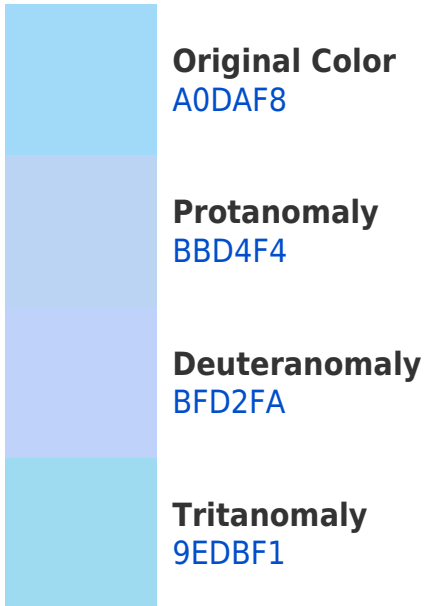 Original Color
A0DAF8
Protanomaly
BBD4F4
Deuteranomaly
BFD2FA
Tritanomaly
9EDBF1